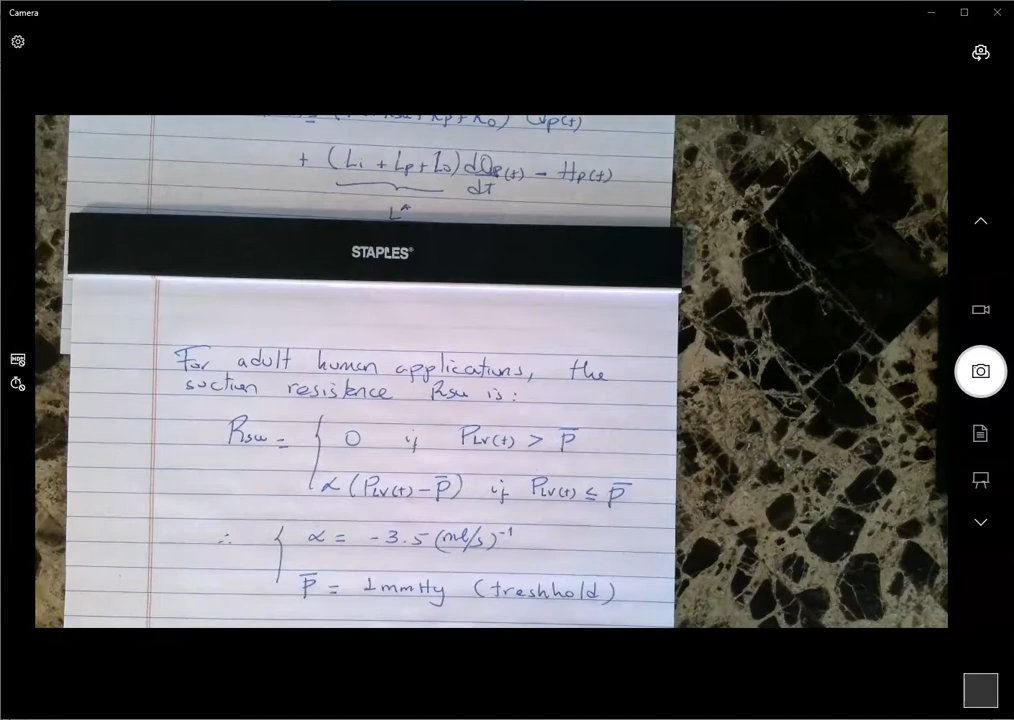 Camera
+ (Li + Lp + Lo) dQp(t) - Hp(t)
dt
L*
STAPLES®
For adult human applications, the
suction resistence Rsu is:
Rsu = { 0 if PLV(t) > p̅
α (PLV(t) - p̅) if PLV(t) ≤ p̅
∴ { α = -3.5 (ml/s)⁻¹
p̅ = 1mmHg (treshhold)